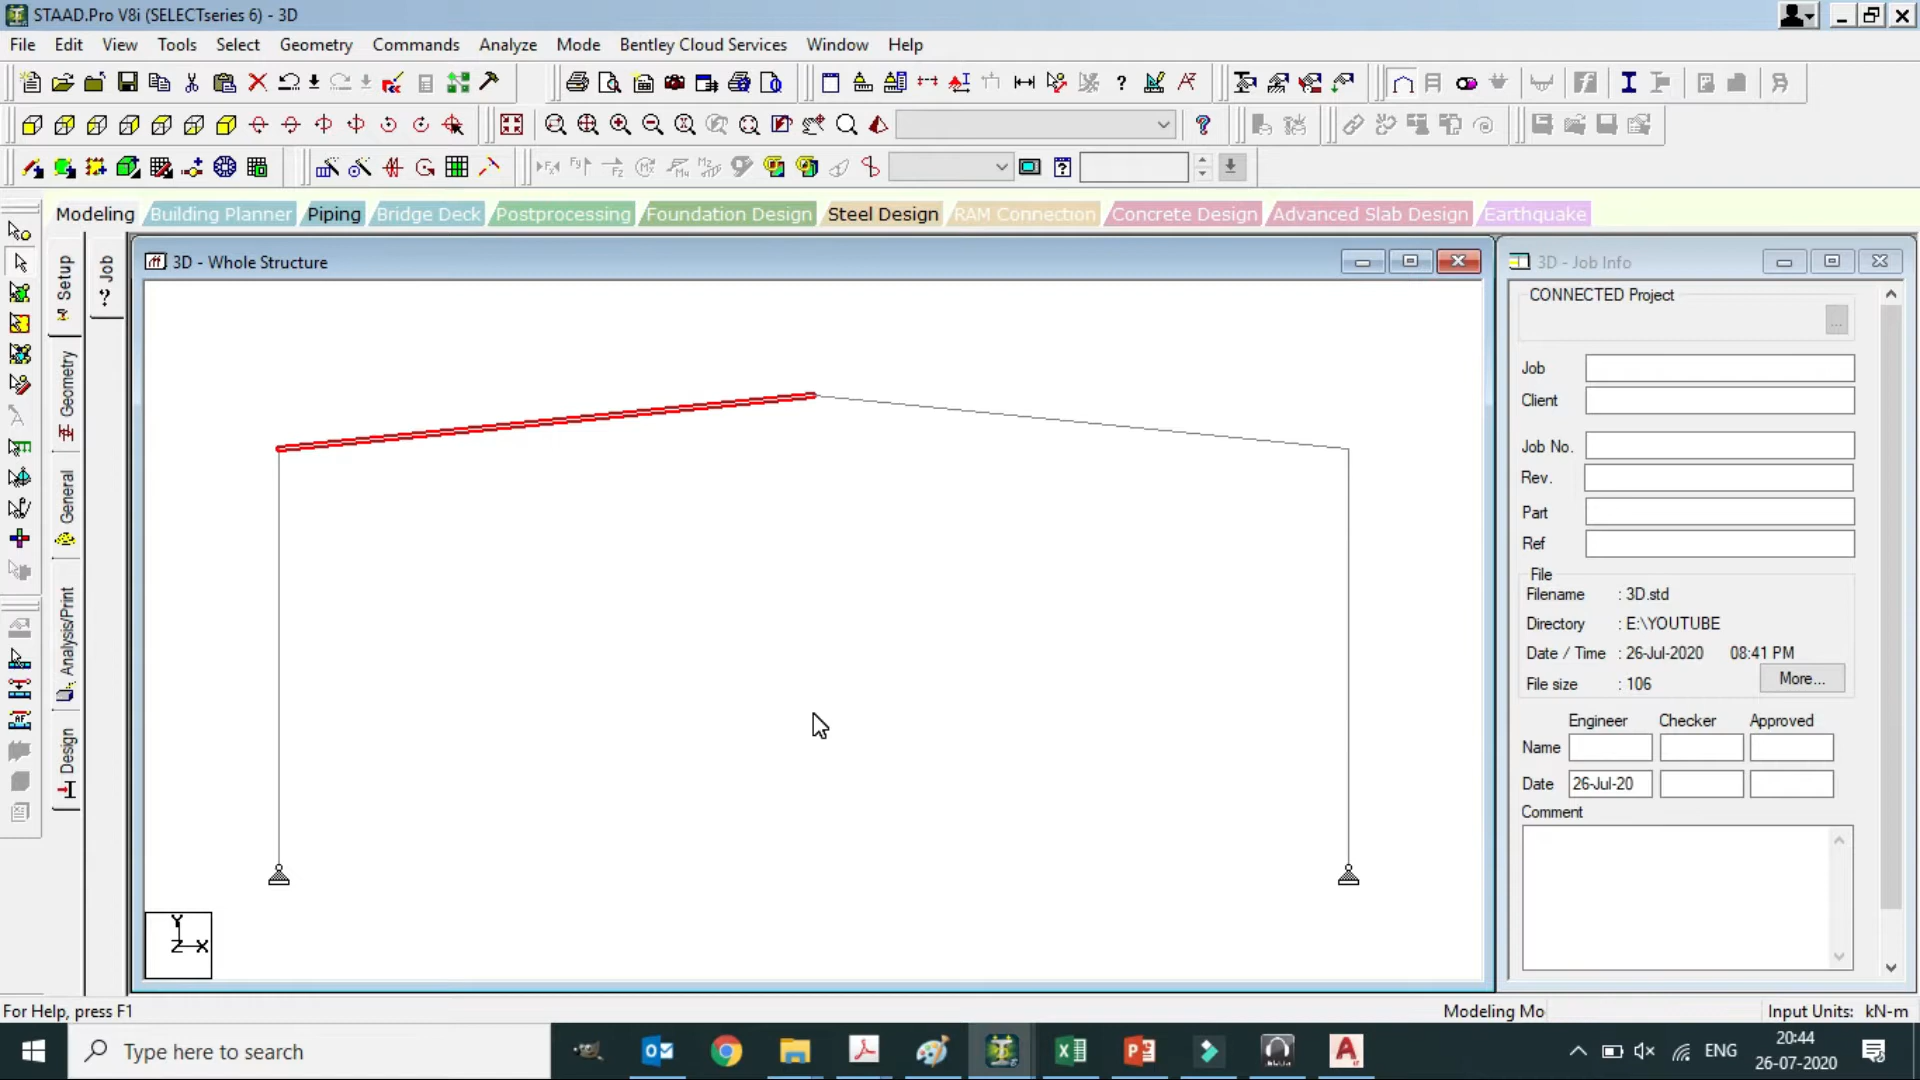 STAAD.Pro V8i (SELECTseries 6) - 3D
File Edit View Tools Select Geometry Commands Analyze Mode Bentley Cloud Services Window Help
Modeling Building Planner Piping Bridge Deck Postprocessing Foundation Design Steel Design RAM Connection Concrete Design Advanced Slab Design Earthquake
Setup
Geometry
General
Analysis/Print
Design
Job
3D - Whole Structure
Y
Z X
3D - Job Info
CONNECTED Project
...
Job
Client
Job No.
Rev.
Part
Ref
File
Filename : 3D.std
Directory : E:\YOUTUBE
Date / Time : 26-Jul-2020 08:41 PM
File size : 106 More...
Engineer Checker Approved
Name
Date 26-Jul-20
Comment
For Help, press F1 Modeling Mo Input Units: kN-m
Type here to search
ENG
20:44
26-07-2020